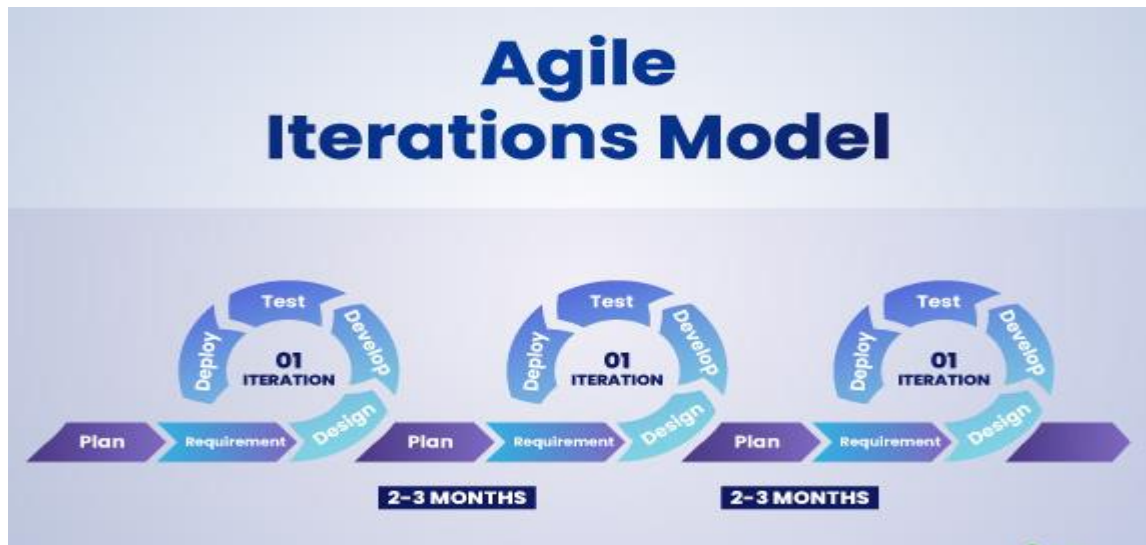 Agile
Iterations Model
Test
Deploy
Develop
01
ITERATION
Plan
Requirement
Design
Test
Deploy
Develop
01
ITERATION
Plan
Requirement
Design
Test
Deploy
Develop
01
ITERATION
Plan
Requirement
Design
2-3 MONTHS
2-3 MONTHS